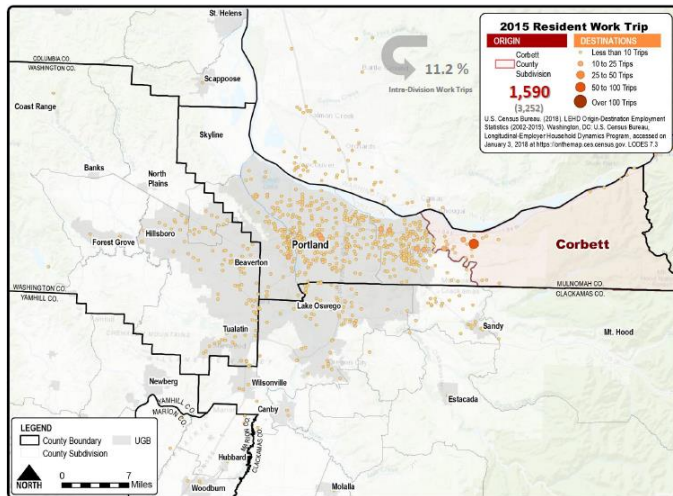 2015 Resident Work Trip
ORIGIN
DESTINATIONS
Corbett
County
Subdivision
1,590
(3,252)
Less than 10 Trips
10 to 25 Trips
25 to 50 Trips
50 to 100 Trips
Over 100 Trips
U.S. Census Bureau. (2018). LEHD Origin-Destination Employment
Statistics (2002-2015). Washington, DC: U.S. Census Bureau,
Longitudinal-Employer Household Dynamics Program, accessed on
January 3, 2018 at https://onthemap.ces.census.gov. LODES 7.3
11.2 %
Intra-Division Work Trips
St. Helens
COLUMBIA CO.
WASHINGTON CO.
Scappoose
Coast Range
Skyline
Banks
North
Plains
Hillsboro
Forest Grove
Portland
Corbett
Beaverton
MULNOMAH CO.
CLACKAMAS CO.
WASHINGTON CO.
YAMHILL CO.
Lake Oswego
Tualatin
Sandy
Mt. Hood
Newberg
Wilsonville
YAMHILL CO.
MARION CO.
Canby
Estacada
MARION CO.
CLACKAMAS CO.
Hubbard
Woodburn
Molalla
LEGEND
County Boundary
UGB
County Subdivision
NORTH
0
7
Miles